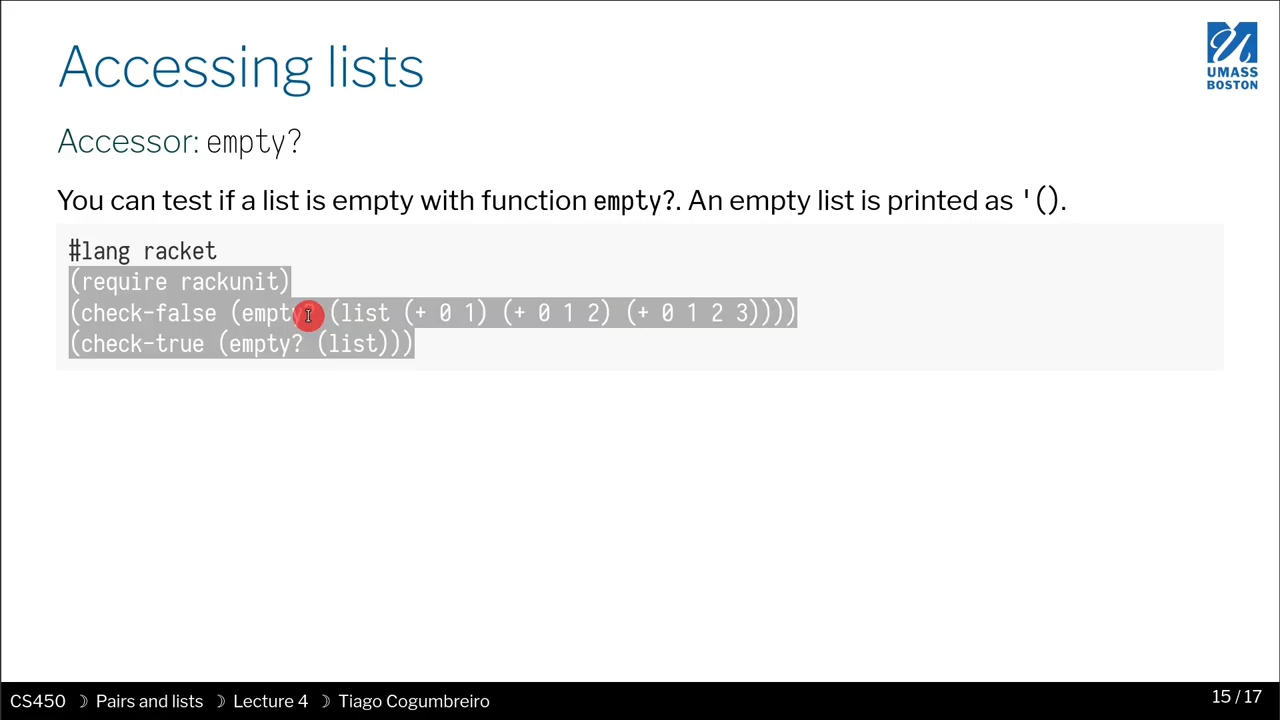 Accessing lists
UMASS
BOSTON
Accessor: empty?
You can test if a list is empty with function empty?. An empty list is printed as '().
#lang racket
(require rackunit)
(check-false (empty? (list (+ 0 1) (+ 0 1 2) (+ 0 1 2 3))))
(check-true (empty? (list)))
CS450 ☽ Pairs and lists ☽ Lecture 4 ☽ Tiago Cogumbreiro
15 / 17